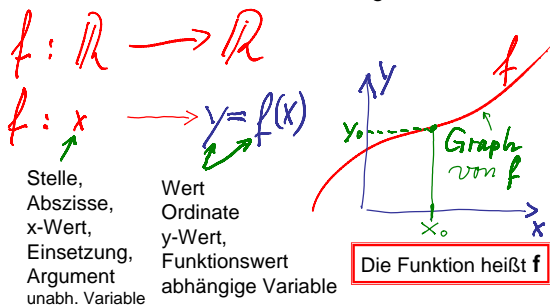 f : ℝ → ℝ
f : x → y = f(x)
Stelle,
Abszisse,
x-Wert,
Einsetzung,
Argument
unabh. Variable
Wert
Ordinate
y-Wert,
Funktionswert
abhängige Variable
y
f
y₀
Graph
von f
x₀
x
Die Funktion heißt f